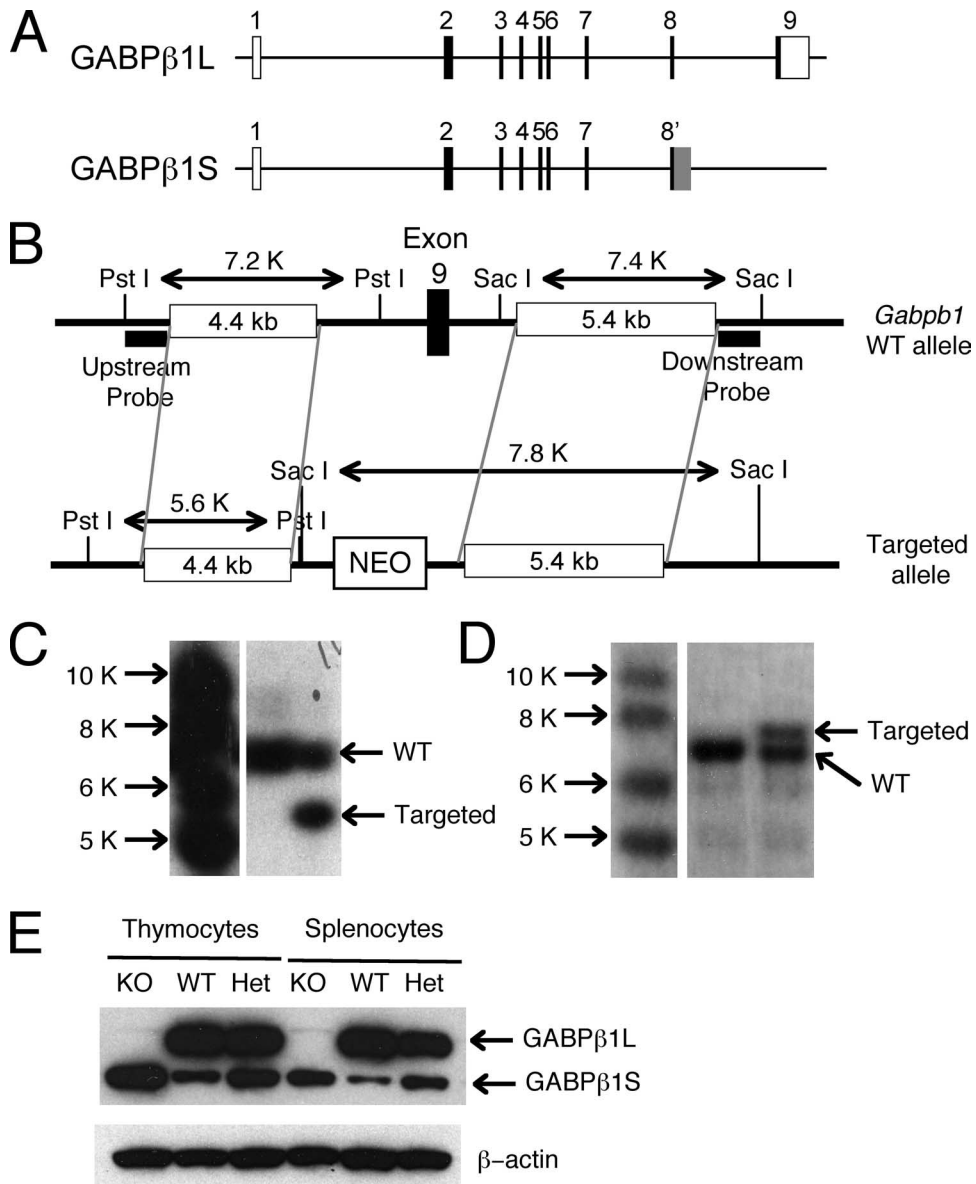 A
1 2 3 4 5 6 7 8 9
GABPβ1L
1 2 3 4 5 6 7 8’
GABPβ1S
B
Exon
9
Pst I 7.2 K Pst I Sac I 7.4 K Sac I
4.4 kb 5.4 kb
Gabpb1
WT allele
Upstream
Probe
Downstream
Probe
Sac I 7.8 K Sac I
Pst I 5.6 K Pst I
4.4 kb NEO 5.4 kb
Targeted
allele
C
10 K
8 K
6 K
5 K
WT
Targeted
D
10 K
8 K
6 K
5 K
Targeted
WT
E
Thymocytes Splenocytes
KO WT Het KO WT Het
GABPβ1L
GABPβ1S
β–actin